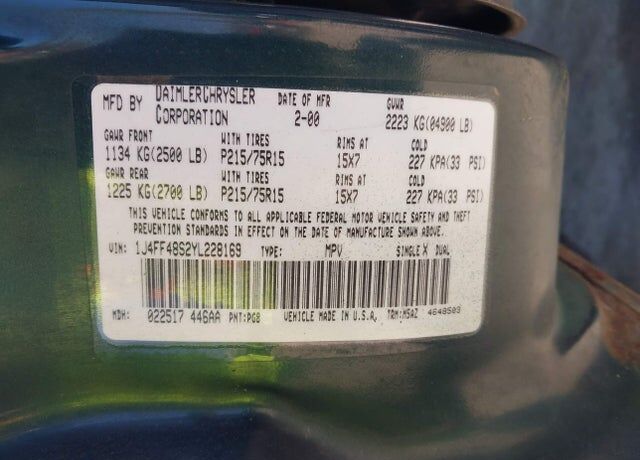 MFD BY DAIMLERCHRYSLER CORPORATION DATE OF MFR 2-00 GVWR 2223 KG(04900 LB)
GAWR FRONT WITH TIRES RIMS AT COLD
1134 KG(2500 LB) P215/75R15 15X7 227 KPA(33 PSI)
GAWR REAR WITH TIRES RIMS AT COLD
1225 KG(2700 LB) P215/75R15 15X7 227 KPA(33 PSI)
THIS VEHICLE CONFORMS TO ALL APPLICABLE FEDERAL MOTOR VEHICLE SAFETY AND THEFT
PREVENTION STANDARDS IN EFFECT ON THE DATE OF MANUFACTURE SHOWN ABOVE.
VIN: 1J4FF48S2YL228169 TYPE: MPV SINGLE X DUAL
MDH: 022517 446AA PNT:PG8 VEHICLE MADE IN U.S.A. TRM:M5AZ 4648503